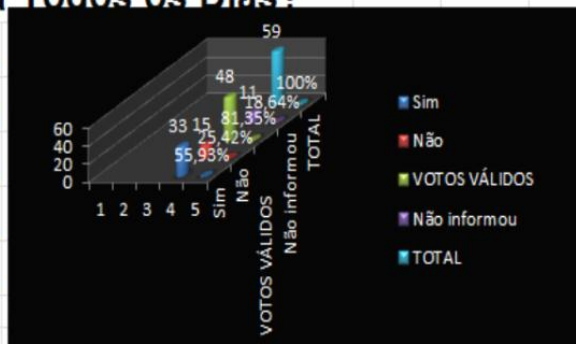 59
48
11 100%
18,64%
33 15 81,35%
25,42%
55,93%
60
40
20
0
1 2 3 4 5
Sim
Não
VOTOS VÁLIDOS
Não informou
TOTAL
Sim
Não
VOTOS VÁLIDOS
Não informou
TOTAL